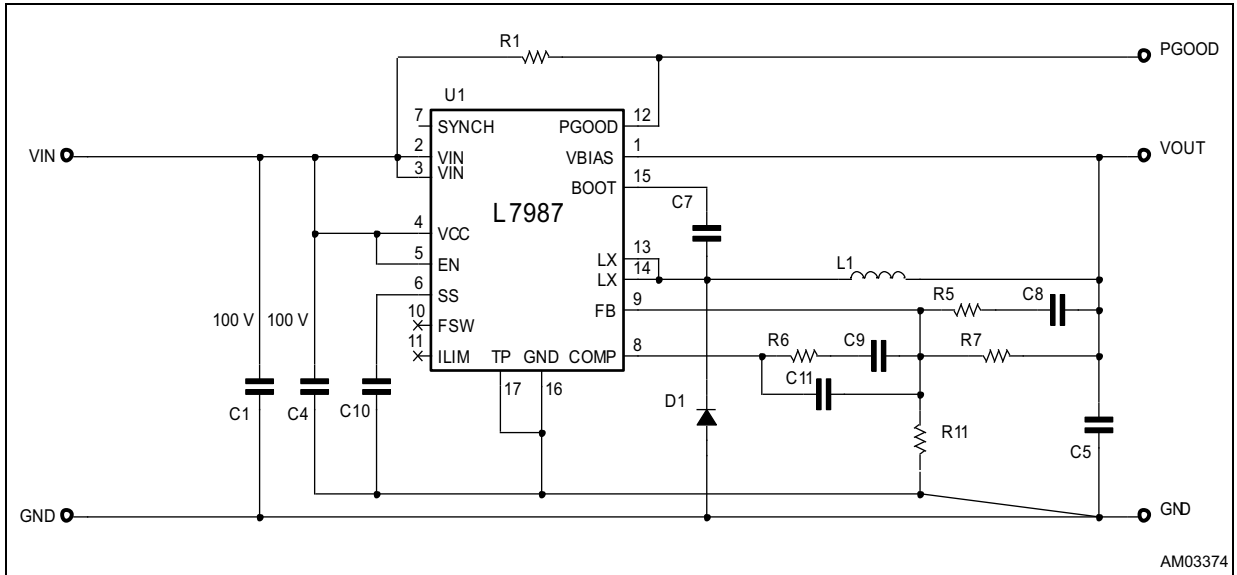 R1
PGOOD
U1
7 SYNCH PGOOD 12
VIN 2 VIN VBIAS 1 VOUT
3 VIN
BOOT 15
C7
L7987
4 VCC
LX 13
5 EN LX 14 L1
6 SS FB 9 R5 C8
100 V 100 V
10 FSW
11 ILIM TP GND COMP 8 R6 C9 R7
17 16 C11
C1 C4 C10 D1
R11 C5
GND GND
AM03374